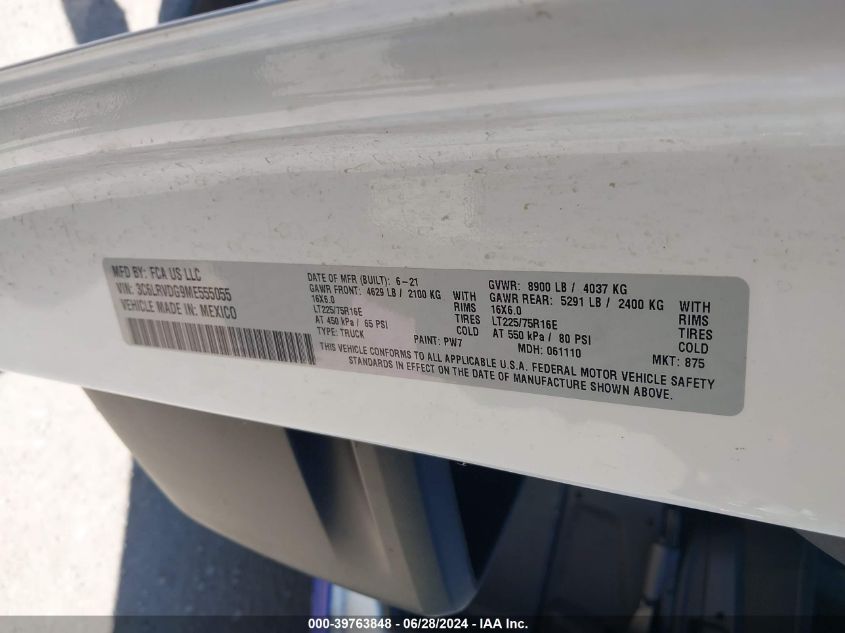 MFD BY: FCA US LLC
VIN: 3C6LRVDG9ME555055
VEHICLE MADE IN: MEXICO
DATE OF MFR (BUILT): 6-21
GAWR FRONT: 4629 LB / 2100 KG WITH
16X6.0 RIMS
LT225/75R16E TIRES
AT 450 kPa / 65 PSI COLD
TYPE: TRUCK PAINT: PW7
GVWR: 8900 LB / 4037 KG
GAWR REAR: 5291 LB / 2400 KG WITH
16X6.0 RIMS
LT225/75R16E TIRES
AT 550 kPa / 80 PSI COLD
MDH: 061110 MKT: 875
THIS VEHICLE CONFORMS TO ALL APPLICABLE U.S.A. FEDERAL MOTOR VEHICLE SAFETY
STANDARDS IN EFFECT ON THE DATE OF MANUFACTURE SHOWN ABOVE.
000-39763848 - 06/28/2024 - IAA Inc.